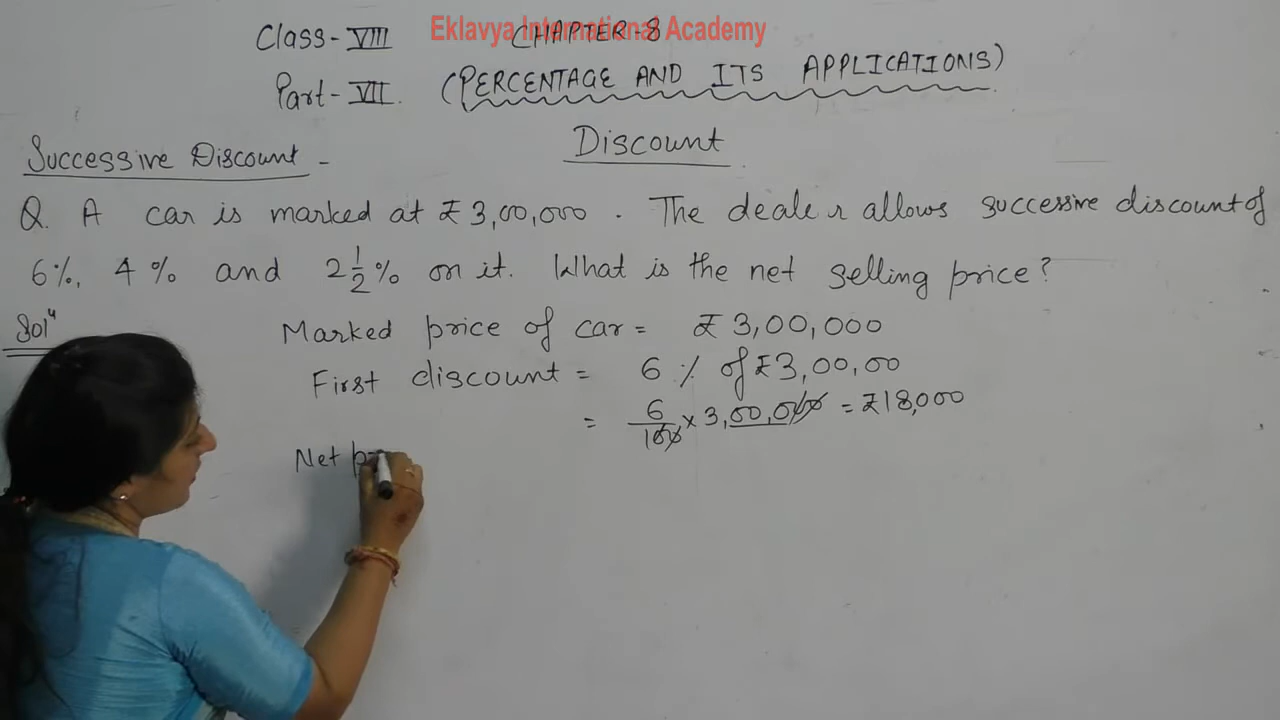 Eklavya International Academy
Class-VIII CHAPTER-8
Part-VII. (PERCENTAGE AND ITS APPLICATIONS)
Discount
Successive Discount -
Q. A car is marked at ₹ 3,00,000. The dealer allows successive discount of
6%, 4% and 2 1/2 % on it. What is the net selling price?
Solⁿ
Marked price of car = ₹ 3,00,000
First discount = 6 % of ₹3,00,00
= 6/100 × 3,00,000 = ₹18,000
Net p